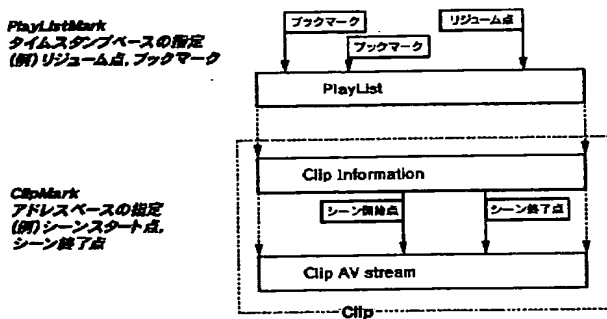 PlayListMark
タイムスタンプベースの指定
(例)リジューム点,ブックマーク
ブックマーク
リジューム点
ブックマーク
PlayList
Clip Information
ClipMark
アドレスベースの指定
(例)シーンスタート点,
シーン終了点
シーン開始点
シーン終了点
Clip AV stream
Clip